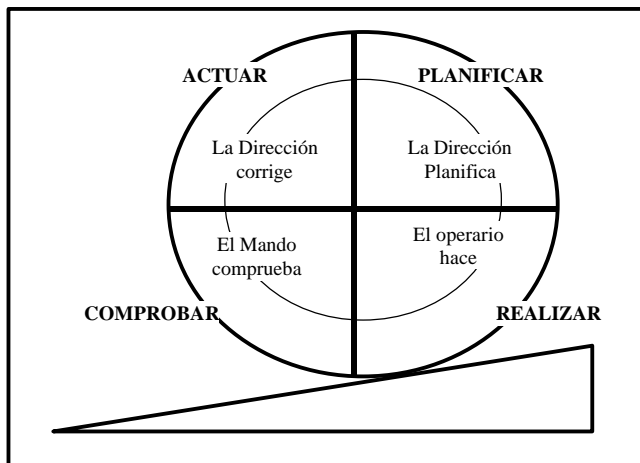 ACTUAR
PLANIFICAR
La Dirección
corrige
La Dirección
Planifica
El Mando
comprueba
El operario
hace
COMPROBAR
REALIZAR